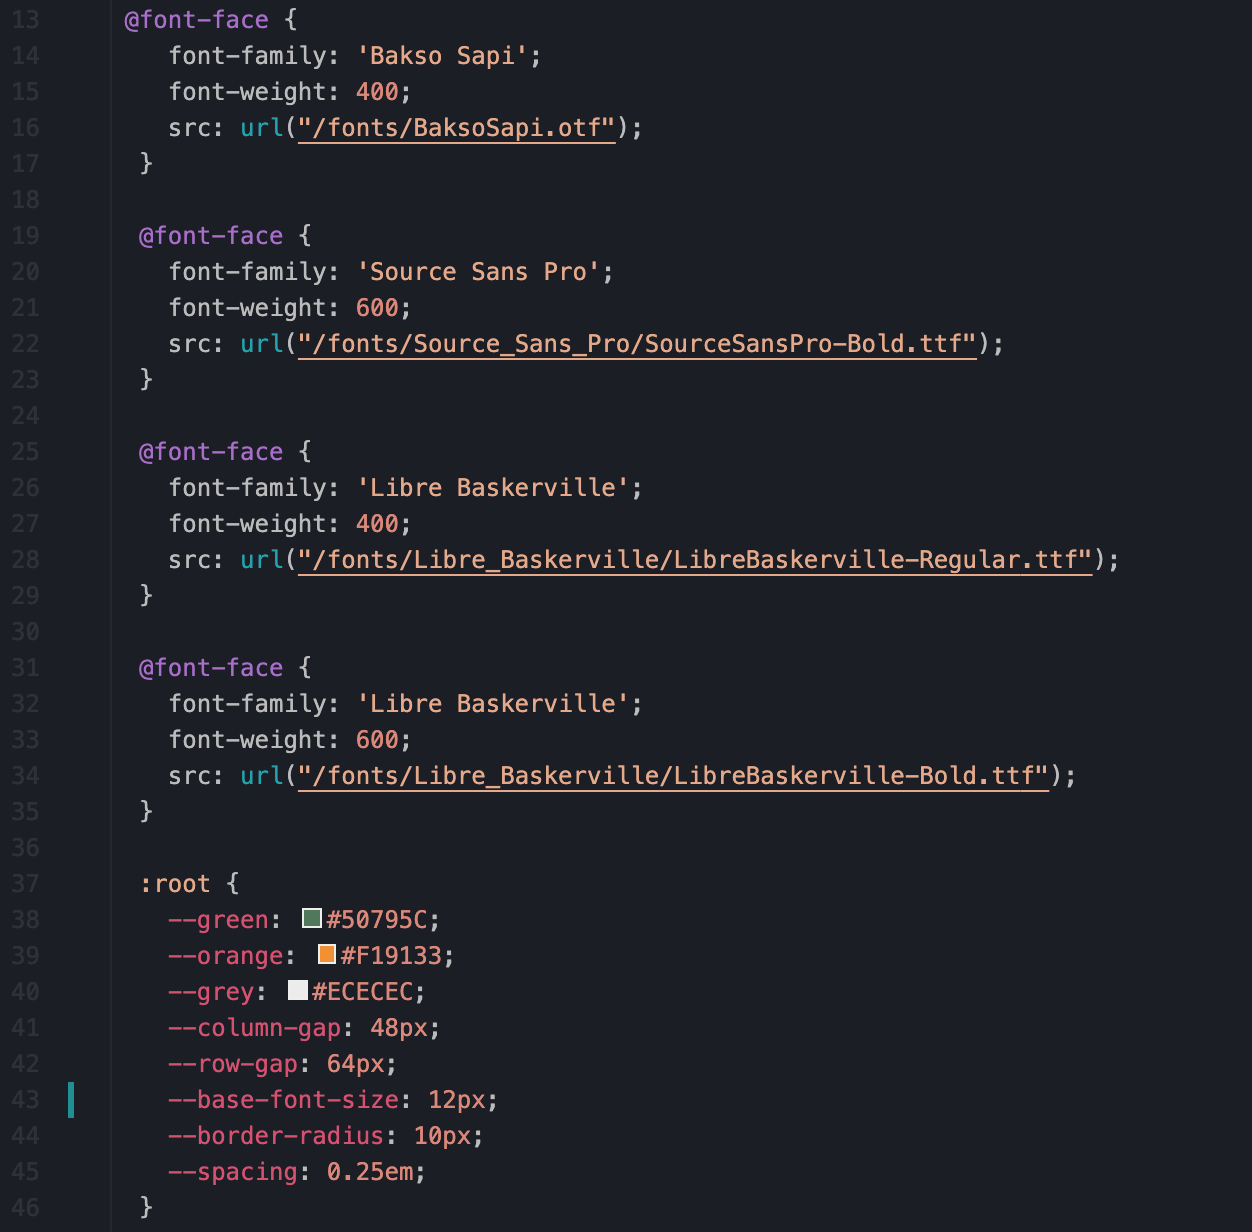 13 @font-face {
14 font-family: 'Bakso Sapi';
15 font-weight: 400;
16 src: url("/fonts/BaksoSapi.otf");
17 }
18
19 @font-face {
20 font-family: 'Source Sans Pro';
21 font-weight: 600;
22 src: url("/fonts/Source_Sans_Pro/SourceSansPro-Bold.ttf");
23 }
24
25 @font-face {
26 font-family: 'Libre Baskerville';
27 font-weight: 400;
28 src: url("/fonts/Libre_Baskerville/LibreBaskerville-Regular.ttf");
29 }
30
31 @font-face {
32 font-family: 'Libre Baskerville';
33 font-weight: 600;
34 src: url("/fonts/Libre_Baskerville/LibreBaskerville-Bold.ttf");
35 }
36
37 :root {
38 --green: #50795C;
39 --orange: #F19133;
40 --grey: #ECECEC;
41 --column-gap: 48px;
42 --row-gap: 64px;
43 --base-font-size: 12px;
44 --border-radius: 10px;
45 --spacing: 0.25em;
46 }